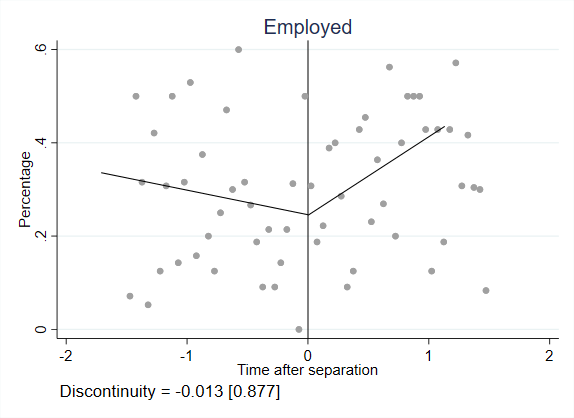 Employed
Percentage
.6
.4
.2
0
-2
-1
0
1
2
Time after separation
Discontinuity = -0.013 [0.877]